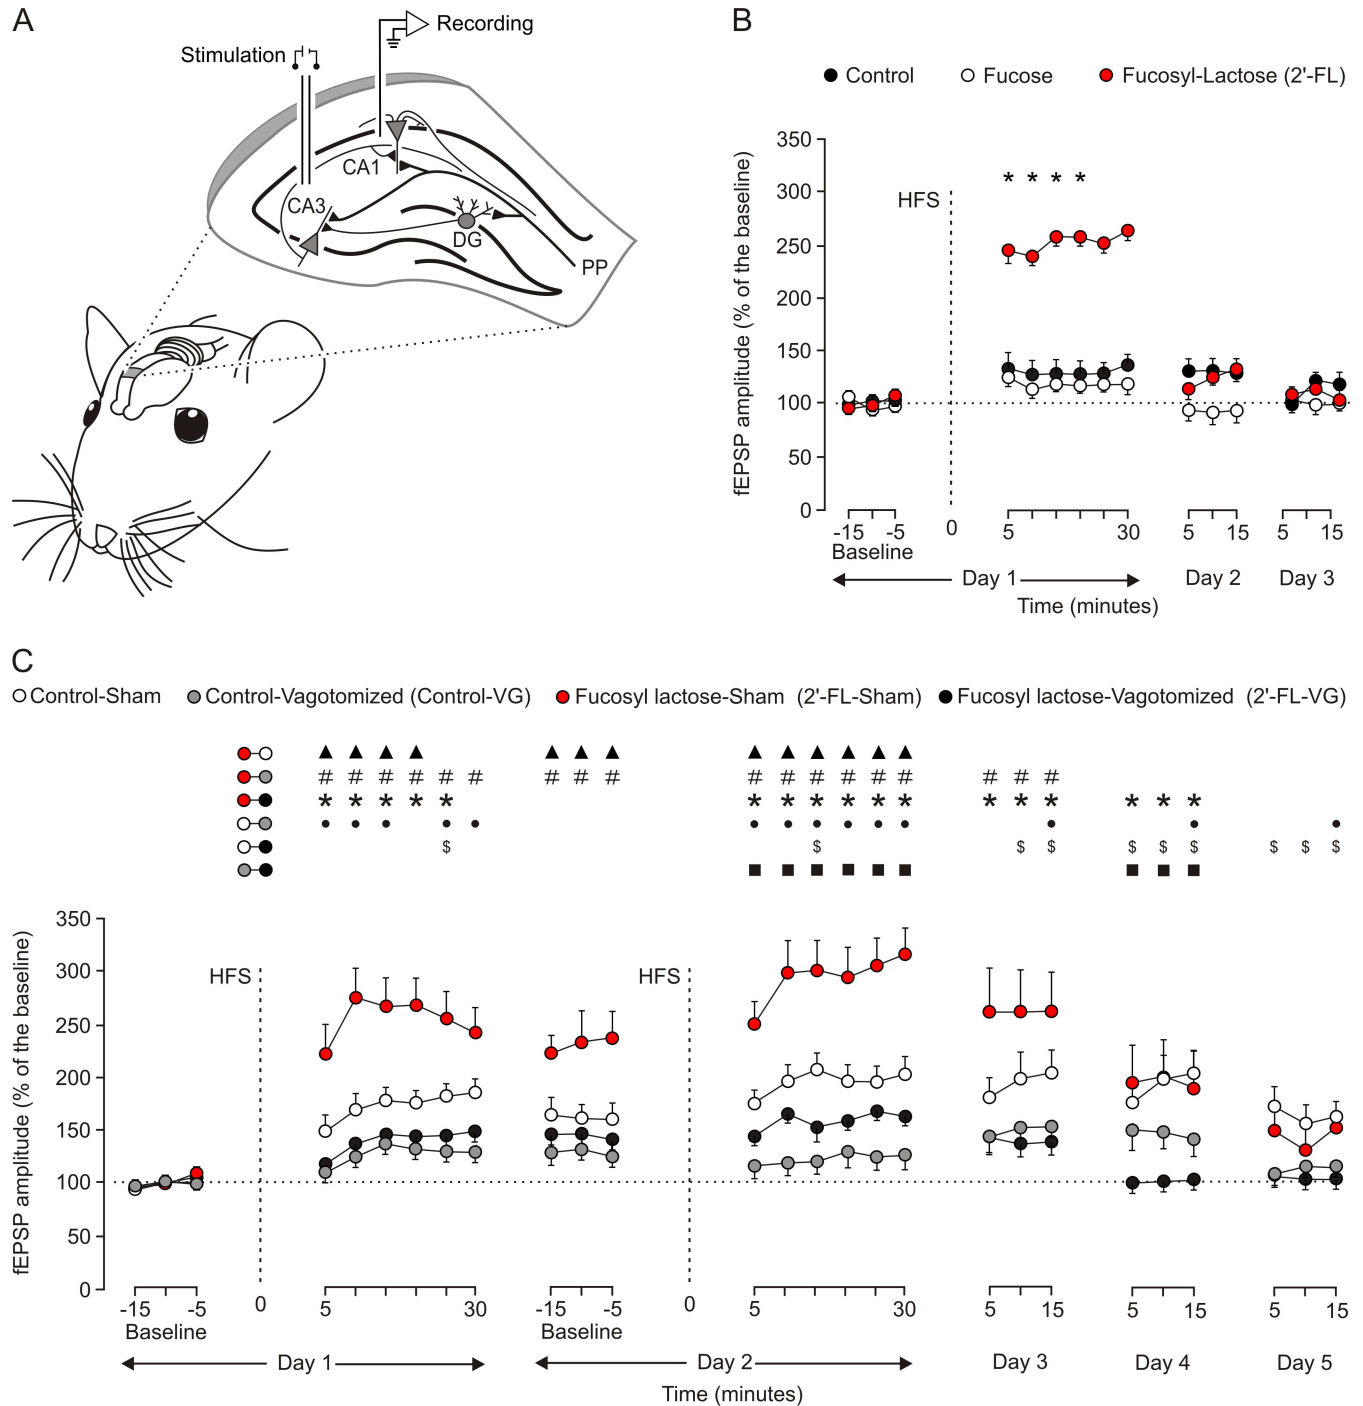 A
Recording
Stimulation
CA1
CA3
DG
PP
B
Control Fucose Fucosyl-Lactose (2'-FL)
fEPSP amplitude (% of the baseline)
350
300
250
200
150
100
50
0
HFS
* * * *
-15 -5 0 5 30 5 15 5 15
Baseline
Day 1 Day 2 Day 3
Time (minutes)
C
Control-Sham Control-Vagotomized (Control-VG) Fucosyl lactose-Sham (2'-FL-Sham) Fucosyl lactose-Vagotomized (2'-FL-VG)
▲ ▲ ▲ ▲ ▲ ▲ ▲ ▲ ▲ ▲ ▲ ▲ ▲
# # # # # # # # # # # # # # # # # #
* * * * * * * * * * * * * * * * *
• • • • • • • • • • • • • •
$ $ $ $ $ $ $ $ $ $
■ ■ ■ ■ ■ ■ ■ ■ ■
fEPSP amplitude (% of the baseline)
350
300
250
200
150
100
50
0
HFS HFS
-15 -5 0 5 30 -15 -5 0 5 30 5 15 5 15 5 15
Baseline Baseline
Day 1 Day 2 Day 3 Day 4 Day 5
Time (minutes)